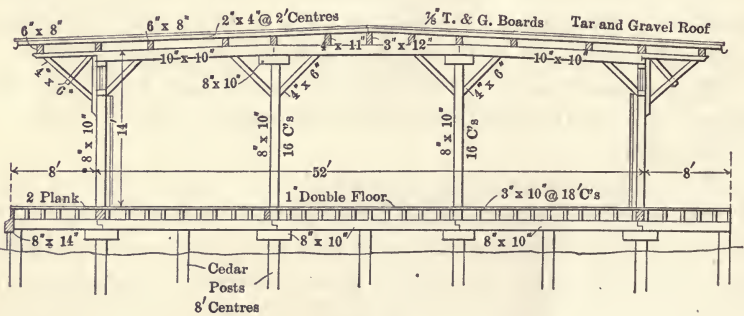 6" x 8"
6" x 8"
2" x 4" @ 2' Centres
7/8" T. & G. Boards
Tar and Gravel Roof
4" x 11"
3" x 12"
10" x 10"
10" x 10"
8" x 10"
4" x 6"
4" x 6"
4" x 6"
8" x 10"
14'
8" x 10"
16 C's
8" x 10"
16 C's
8'
52'
8'
2 Plank
1" Double Floor
3" x 10" @ 18' C's
8" x 14"
8" x 10"
8" x 10"
Cedar
Posts
8' Centres